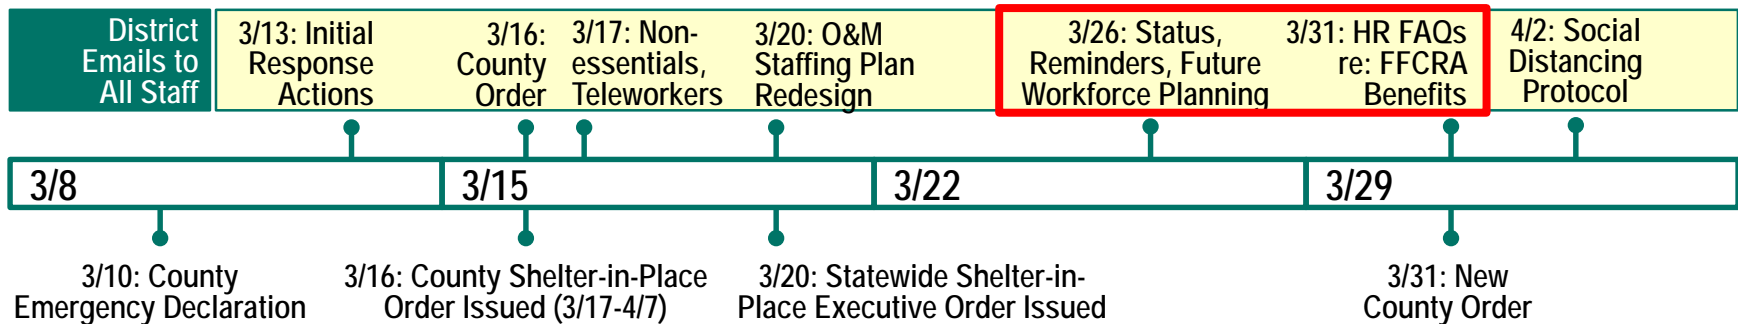 District
Emails to
All Staff
3/13: Initial
Response
Actions
3/16:
County
Order
3/17: Non-
essentials,
Teleworkers
3/20: O&M
Staffing Plan
Redesign
3/26: Status,
Reminders, Future
Workforce Planning
3/31: HR FAQs
re: FFCRA
Benefits
4/2: Social
Distancing
Protocol
3/8
3/15
3/22
3/29
3/10: County
Emergency Declaration
3/16: County Shelter-in-Place
Order Issued (3/17-4/7)
3/20: Statewide Shelter-in-
Place Executive Order Issued
3/31: New
County Order